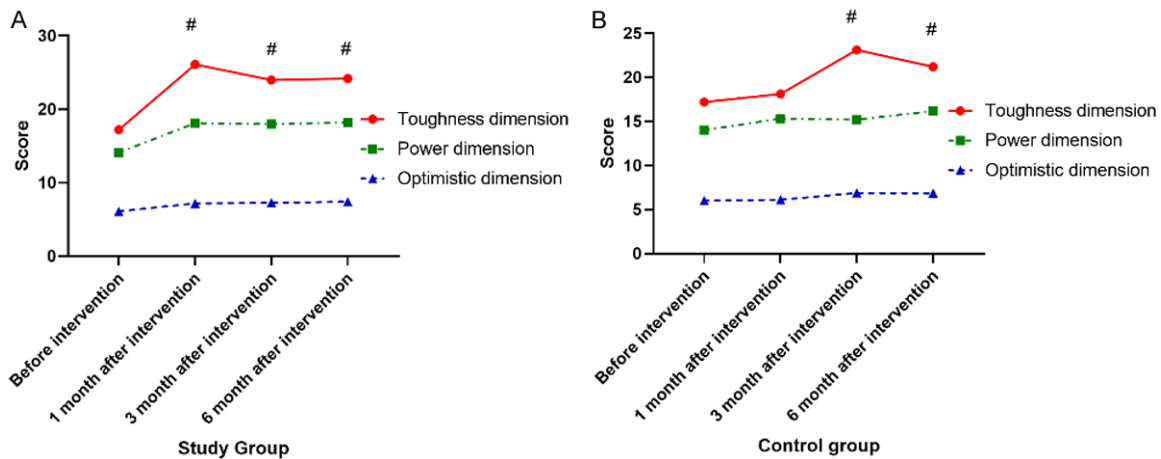 A
#
#
#
30
20
10
0
Score
Toughness dimension
Power dimension
Optimistic dimension
Before intervention
1 month after intervention
3 month after intervention
6 month after intervention
Study Group
B
#
#
25
20
15
10
5
0
Score
Toughness dimension
Power dimension
Optimistic dimension
Before intervention
1 month after intervention
3 month after intervention
6 month after intervention
Control group